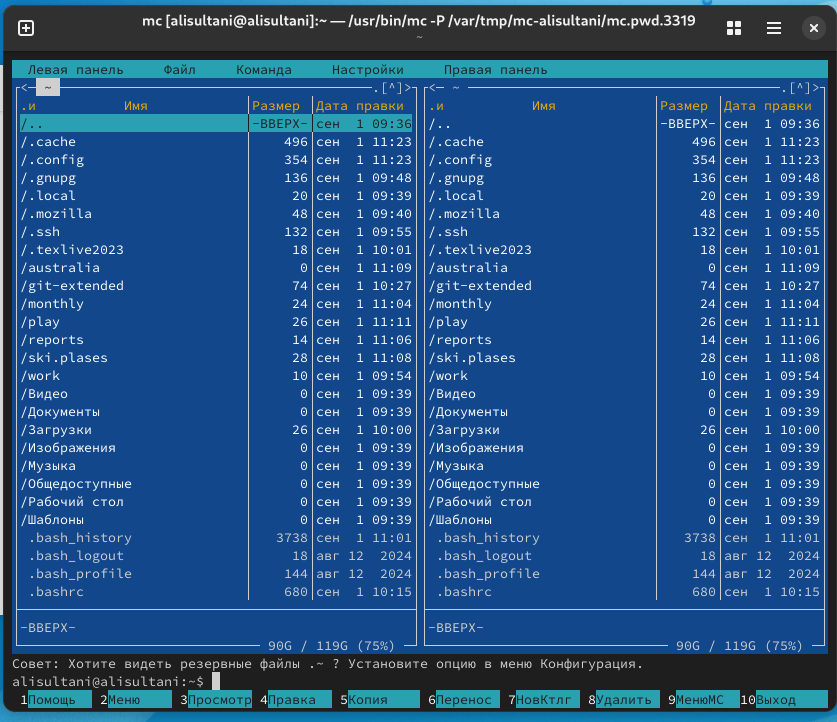 mc [alisultani@alisultani]:~ — /usr/bin/mc -P /var/tmp/mc-alisultani/mc.pwd.3319
~
Левая панель Файл Команда Настройки Правая панель
<- ~ .[^]> <- ~ .[^]>
.и Имя Размер Дата правки .и Имя Размер Дата правки
/.. -ВВЕРХ- сен 1 09:36 /.. -ВВЕРХ- сен 1 09:36
/.cache 496 сен 1 11:23 /.cache 496 сен 1 11:23
/.config 354 сен 1 11:23 /.config 354 сен 1 11:23
/.gnupg 136 сен 1 09:48 /.gnupg 136 сен 1 09:48
/.local 20 сен 1 09:39 /.local 20 сен 1 09:39
/.mozilla 48 сен 1 09:40 /.mozilla 48 сен 1 09:40
/.ssh 132 сен 1 09:55 /.ssh 132 сен 1 09:55
/.texlive2023 18 сен 1 10:01 /.texlive2023 18 сен 1 10:01
/australia 0 сен 1 11:09 /australia 0 сен 1 11:09
/git-extended 74 сен 1 10:27 /git-extended 74 сен 1 10:27
/monthly 24 сен 1 11:04 /monthly 24 сен 1 11:04
/play 26 сен 1 11:11 /play 26 сен 1 11:11
/reports 14 сен 1 11:06 /reports 14 сен 1 11:06
/ski.plases 28 сен 1 11:08 /ski.plases 28 сен 1 11:08
/work 10 сен 1 09:54 /work 10 сен 1 09:54
/Видео 0 сен 1 09:39 /Видео 0 сен 1 09:39
/Документы 0 сен 1 09:39 /Документы 0 сен 1 09:39
/Загрузки 26 сен 1 10:00 /Загрузки 26 сен 1 10:00
/Изображения 0 сен 1 09:39 /Изображения 0 сен 1 09:39
/Музыка 0 сен 1 09:39 /Музыка 0 сен 1 09:39
/Общедоступные 0 сен 1 09:39 /Общедоступные 0 сен 1 09:39
/Рабочий стол 0 сен 1 09:39 /Рабочий стол 0 сен 1 09:39
/Шаблоны 0 сен 1 09:39 /Шаблоны 0 сен 1 09:39
.bash_history 3738 сен 1 11:01 .bash_history 3738 сен 1 11:01
.bash_logout 18 авг 12 2024 .bash_logout 18 авг 12 2024
.bash_profile 144 авг 12 2024 .bash_profile 144 авг 12 2024
.bashrc 680 сен 1 10:15 .bashrc 680 сен 1 10:15
-ВВЕРХ- -ВВЕРХ-
90G / 119G (75%) 90G / 119G (75%)
Совет: Хотите видеть резервные файлы .~ ? Установите опцию в меню Конфигурация.
alisultani@alisultani:~$
1Помощь 2Меню 3Просмотр 4Правка 5Копия 6Перенос 7НовКтлг 8Удалить 9МенюMC 10Выход